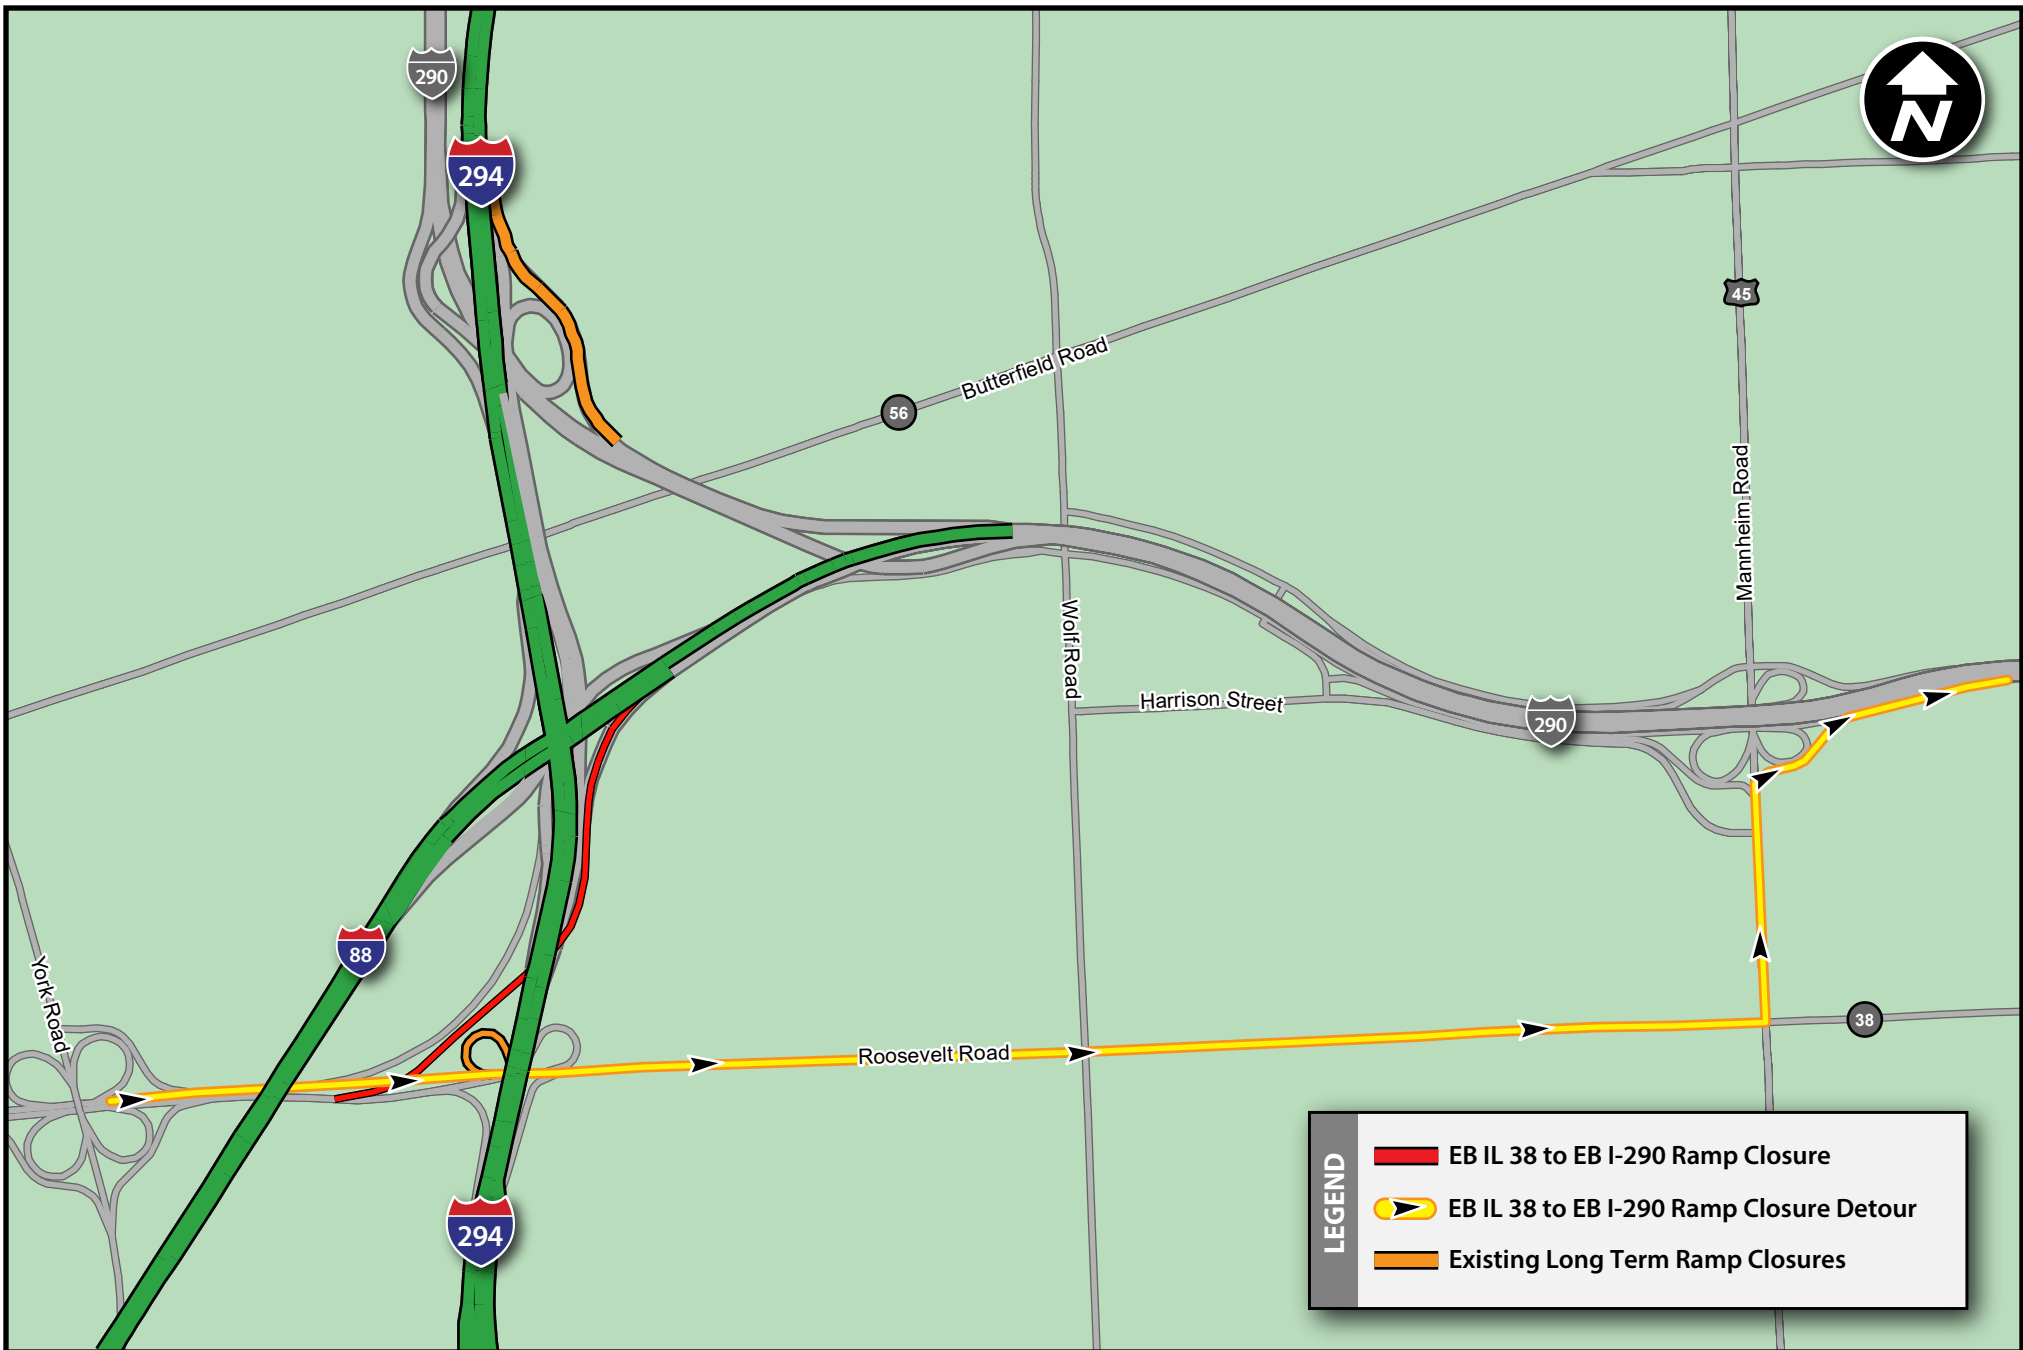 290
294
N
45
Butterfield Road
56
Mannheim Road
Wolf Road
Harrison Street
290
88
York Road
38
Roosevelt Road
294
LEGEND
EB IL 38 to EB I-290 Ramp Closure
EB IL 38 to EB I-290 Ramp Closure Detour
Existing Long Term Ramp Closures